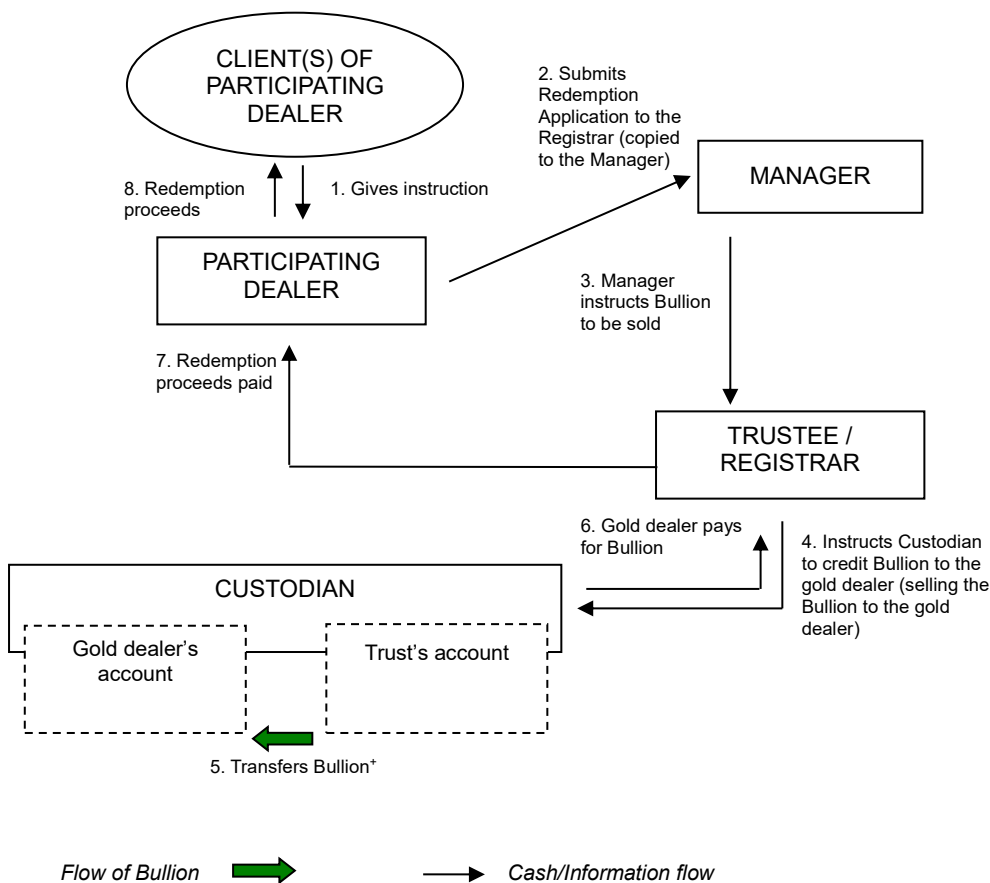 CLIENT(S) OF
PARTICIPATING
DEALER
2. Submits
Redemption
Application to the
Registrar (copied
to the Manager)
MANAGER
8. Redemption
proceeds
1. Gives instruction
PARTICIPATING
DEALER
3. Manager
instructs Bullion
to be sold
7. Redemption
proceeds paid
TRUSTEE /
REGISTRAR
6. Gold dealer pays
for Bullion
4. Instructs Custodian
to credit Bullion to the
gold dealer (selling the
Bullion to the gold
dealer)
CUSTODIAN
Gold dealer's
account
Trust's account
5. Transfers Bullion⁺
Flow of Bullion
Cash/Information flow